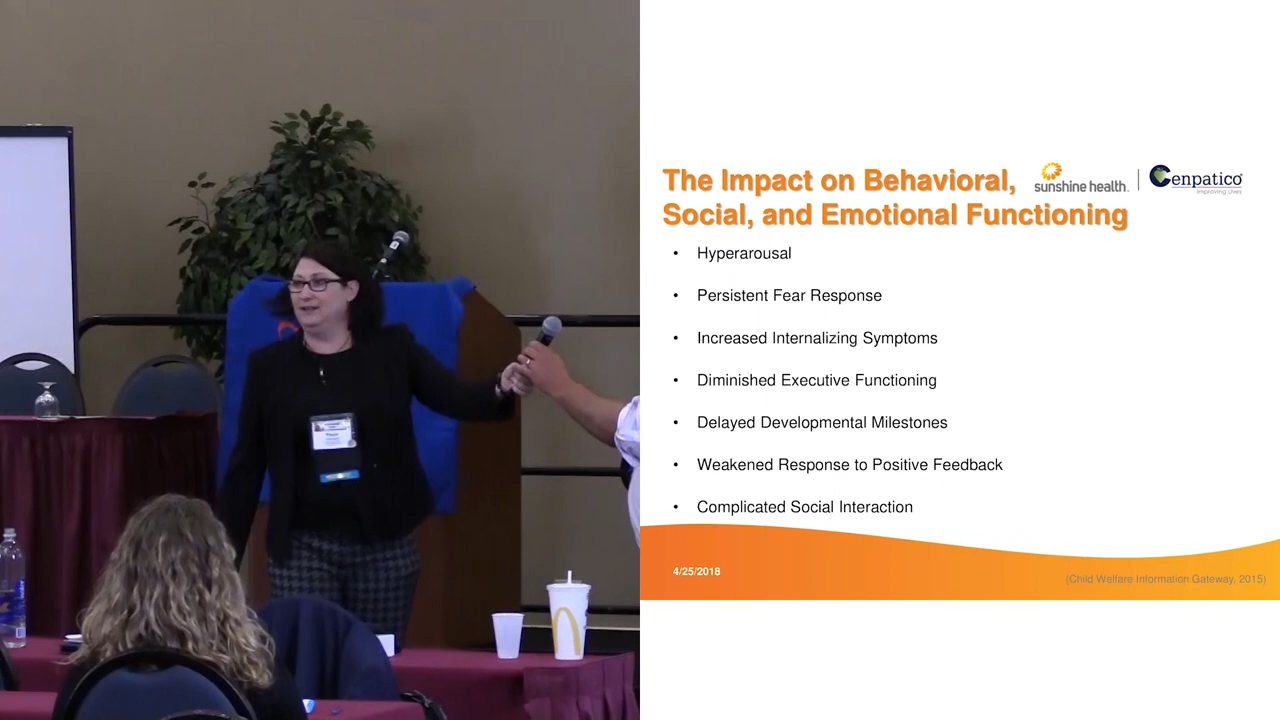 The Impact on Behavioral,
Social, and Emotional Functioning
sunshine health.
Cenpatico
Improving Lives
• Hyperarousal
• Persistent Fear Response
• Increased Internalizing Symptoms
• Diminished Executive Functioning
• Delayed Developmental Milestones
• Weakened Response to Positive Feedback
• Complicated Social Interaction
4/25/2018
(Child Welfare Information Gateway, 2015)